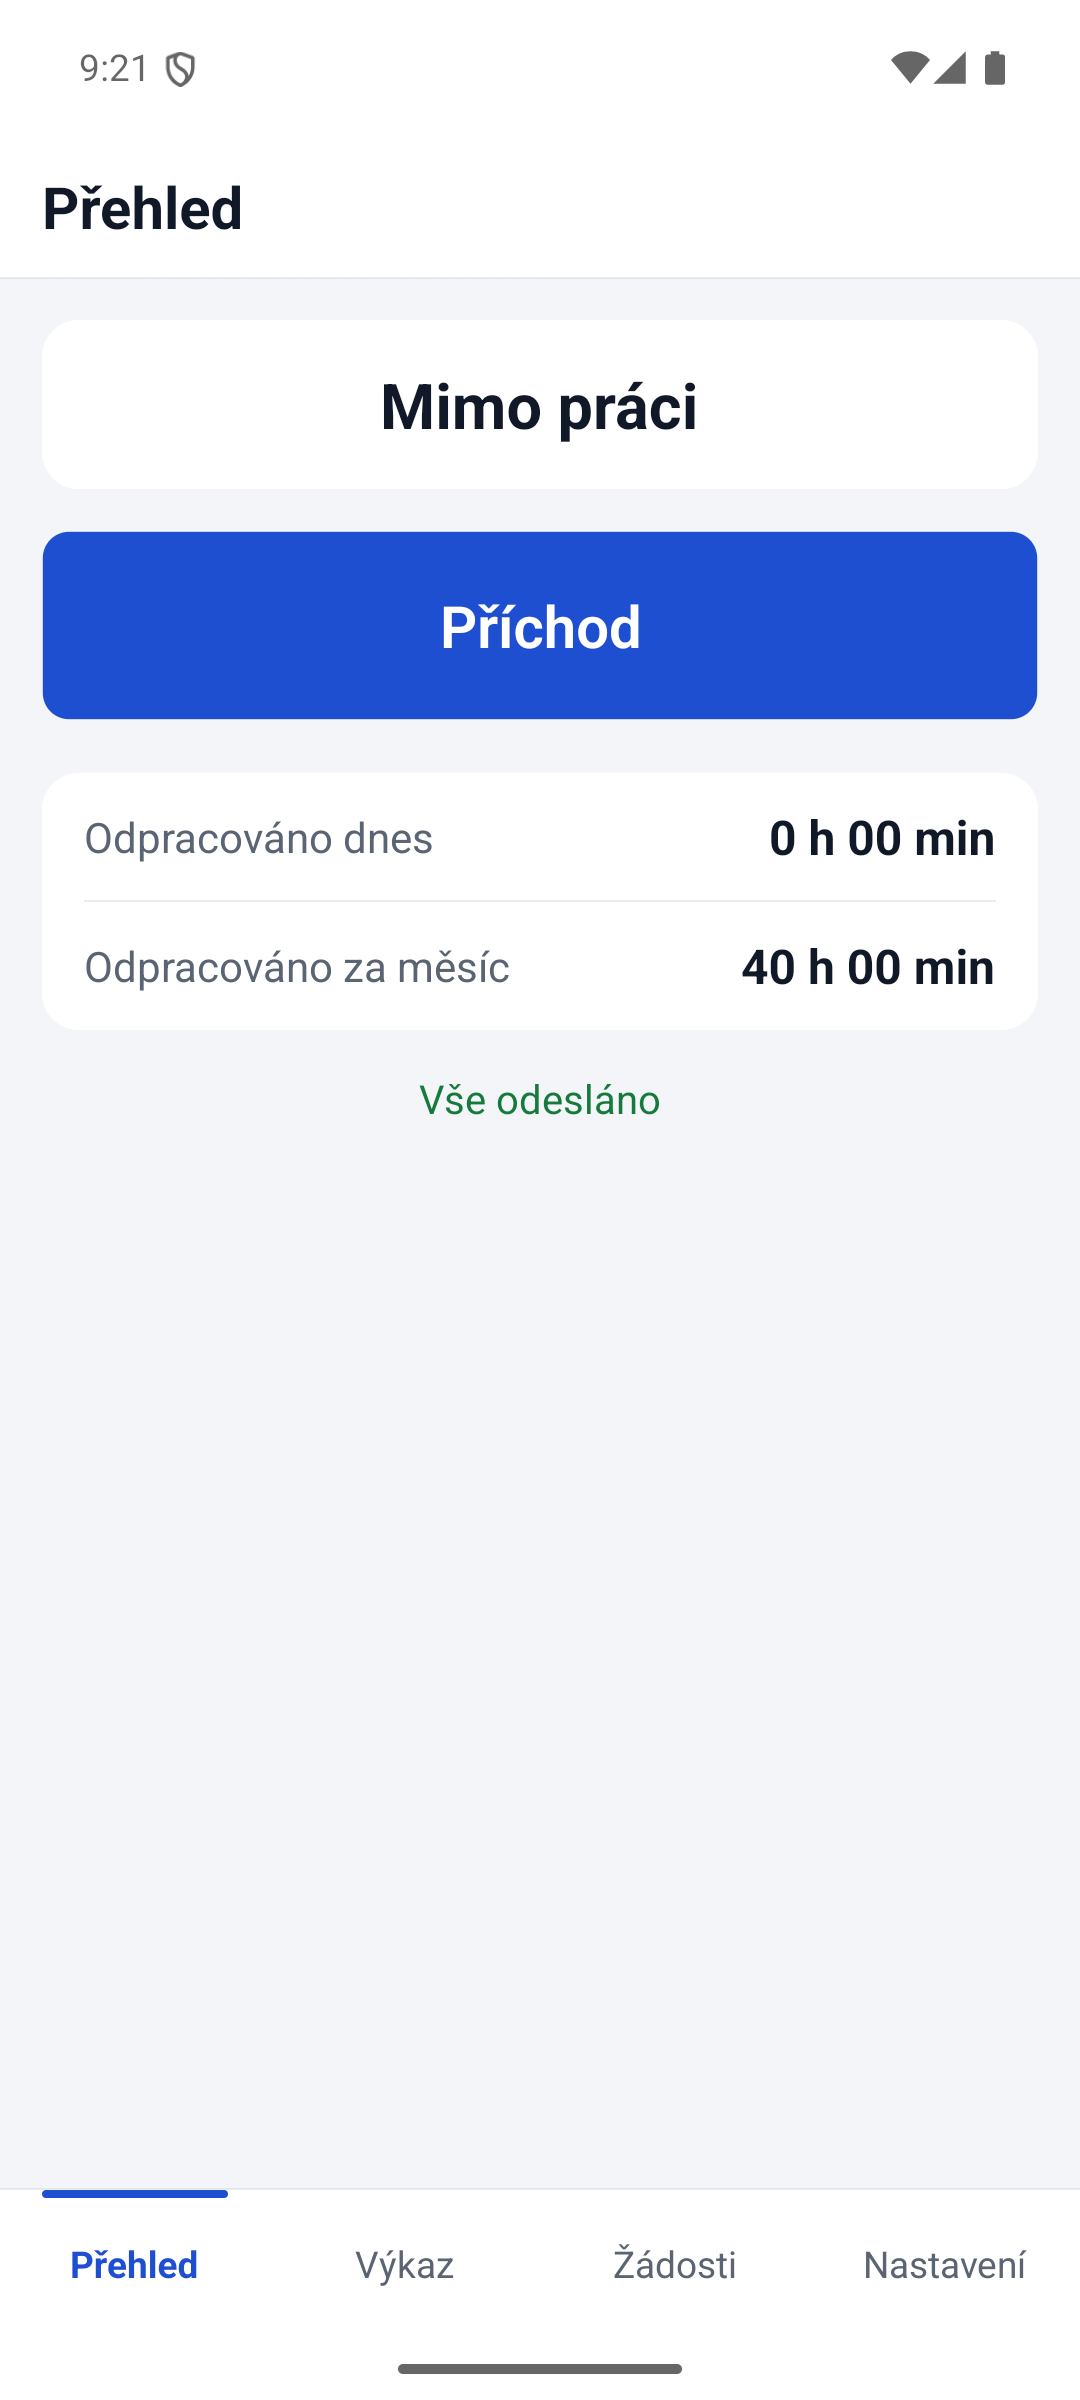 9:21
Přehled
Mimo práci
Příchod
Odpracováno dnes 0 h 00 min
Odpracováno za měsíc 40 h 00 min
Vše odesláno
Přehled Výkaz Žádosti Nastavení